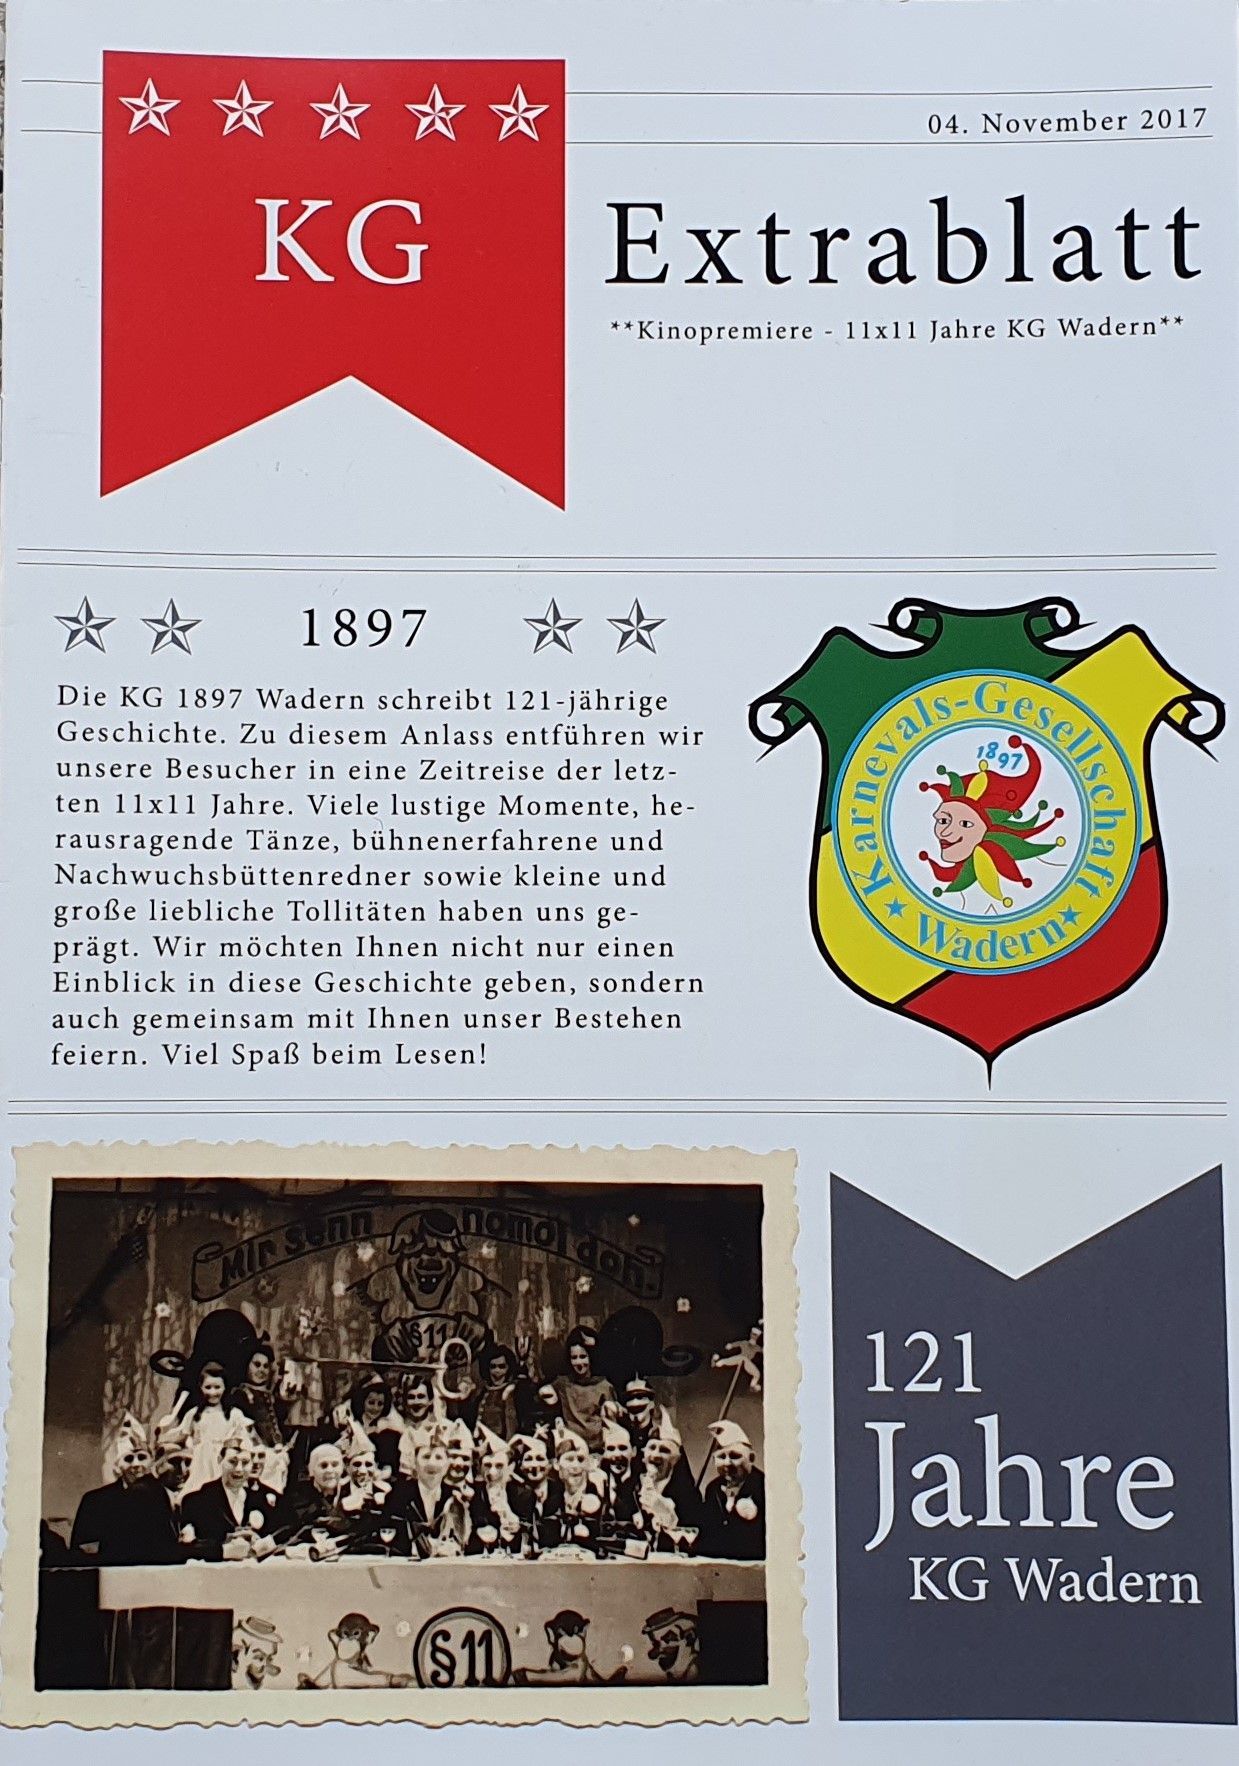 04. November 2017
KG
Extrablatt
**Kinopremiere - 11x11 Jahre KG Wadern**
1897
Die KG 1897 Wadern schreibt 121-jährige
Geschichte. Zu diesem Anlass entführen wir
unsere Besucher in eine Zeitreise der letz-
ten 11x11 Jahre. Viele lustige Momente, he-
rausragende Tänze, bühnenerfahrene und
Nachwuchsbüttenredner sowie kleine und
große liebliche Tollitäten haben uns ge-
prägt. Wir möchten Ihnen nicht nur einen
Einblick in diese Geschichte geben, sondern
auch gemeinsam mit Ihnen unser Bestehen
feiern. Viel Spaß beim Lesen!
Karnevals-Gesellschaft
1897
Wadern
Mir senn nomol doh.
§11
§11
121
Jahre
KG Wadern